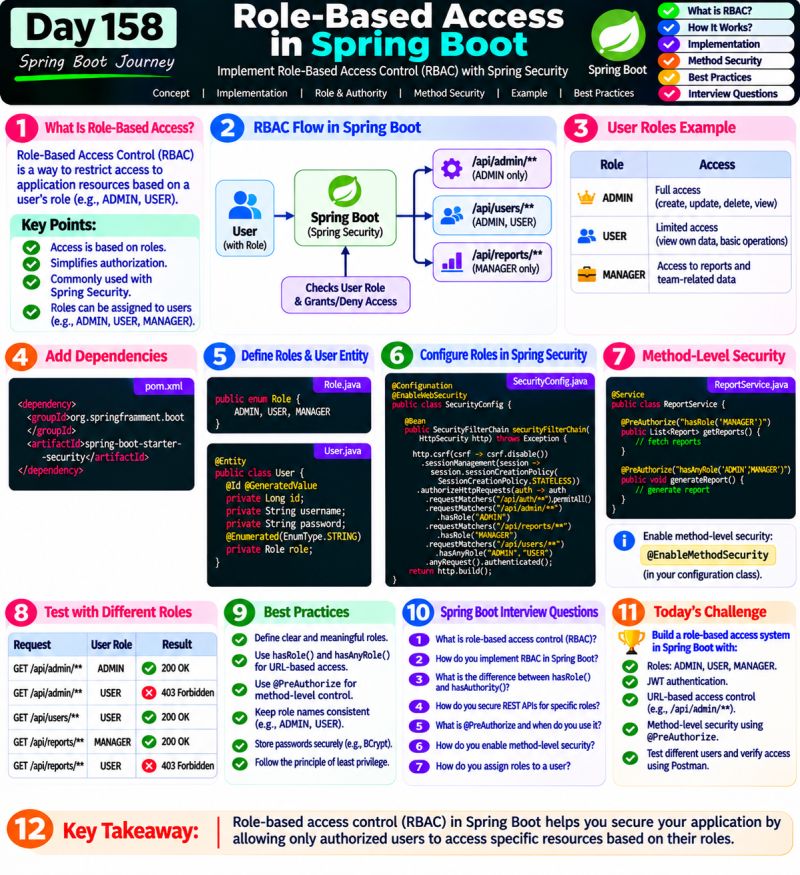 Day 158
Spring Boot Journey
Role-Based Access
in Spring Boot
Implement Role-Based Access Control (RBAC) with Spring Security
Concept | Implementation | Role & Authority | Method Security | Example | Best Practices
Spring Boot
What is RBAC?
How It Works?
Implementation
Method Security
Best Practices
Interview Questions
1 What Is Role-Based Access?
Role-Based Access Control (RBAC)
is a way to restrict access to
application resources based on a
user's role (e.g., ADMIN, USER).
Key Points:
Access is based on roles.
Simplifies authorization.
Commonly used with
Spring Security.
Roles can be assigned to users
(e.g., ADMIN, USER, MANAGER).
2 RBAC Flow in Spring Boot
User
(with Role)
Spring Boot
(Spring Security)
Checks User Role
& Grants/Deny Access
/api/admin/**
(ADMIN only)
/api/users/**
(ADMIN, USER)
/api/reports/**
(MANAGER only)
3 User Roles Example
Role Access
ADMIN
Full access
(create, update, delete, view)
USER
Limited access
(view own data, basic operations)
MANAGER
Access to reports and
team-related data
4 Add Dependencies
pom.xml
<dependency>
<groupId>org.springframment.boot
</groupId>
<artifactId>spring-boot-starter-
-security</artifactId>
</dependency>
5 Define Roles & User Entity
Role.java
public enum Role {
ADMIN, USER, MANAGER
}
User.java
@Entity
public class User {
@Id @GeneratedValue
private Long id;
private String username;
private String password;
@Enumerated(EnumType.STRING)
private Role role;
}
6 Configure Roles in Spring Security
SecurityConfig.java
@Configuration
@EnableWebSecurity
public class SecurityConfig {
@Bean
public SecurityFilterChain securityFilterChain(
HttpSecurity http) throws Exception {
http.csrf(csrf -> csrf.disable())
.sessionManagement(session ->
session.sessionCreationPolicy(
SessionCreationPolicy.STATELESS))
.authorizeHttpRequests(auth -> auth
.requestMatchers("/api/auth/**").permitAll()
.requestMatchers("/api/admin/**")
.hasRole("ADMIN")
.requestMatchers("/api/reports/**")
.hasRole("MANAGER")
.requestMatchers("/api/users/**")
.hasAnyRole("ADMIN", "USER")
.anyRequest().authenticated();
return http.build();
}
7 Method-Level Security
ReportService.java
@Service
public class ReportService {
@PreAuthorize("hasRole('MANAGER')")
public List<Report> getReports() {
// fetch reports
}
@PreAuthorize("hasAnyRole('ADMIN',MANAGER')")
public void generateReport() {
// generate report
}
Enable method-level security:
@EnableMethodSecurity
(in your configuration class).
8 Test with Different Roles
Request User Role Result
GET /api/admin/** ADMIN 200 OK
GET /api/admin/** USER 403 Forbidden
GET /api/users/** USER 200 OK
GET /api/reports/** MANAGER 200 OK
GET /api/reports/** USER 403 Forbidden
9 Best Practices
Define clear and meaningful roles.
Use hasRole() and hasAnyRole()
for URL-based access.
Use @PreAuthorize for
method-level control.
Keep role names consistent
(e.g., ADMIN, USER).
Store passwords securely (e.g., BCrypt).
Follow the principle of least privilege.
10 Spring Boot Interview Questions
1 What is role-based access control (RBAC)?
2 How do you implement RBAC in Spring Boot?
3 What is the difference between hasRole()
and hasAuthority()?
4 How do you secure REST APIs for specific roles?
5 What is @PreAuthorize and when do you use it?
6 How do you enable method-level security?
7 How do you assign roles to a user?
11 Today's Challenge
Build a role-based access system
in Spring Boot with:
Roles: ADMIN, USER, MANAGER.
JWT authentication.
URL-based access control
(e.g., /api/admin/**).
Method-level security using
@PreAuthorize.
Test different users and verify access
using Postman.
12 Key Takeaway:
Role-based access control (RBAC) in Spring Boot helps you secure your application by
allowing only authorized users to access specific resources based on their roles.